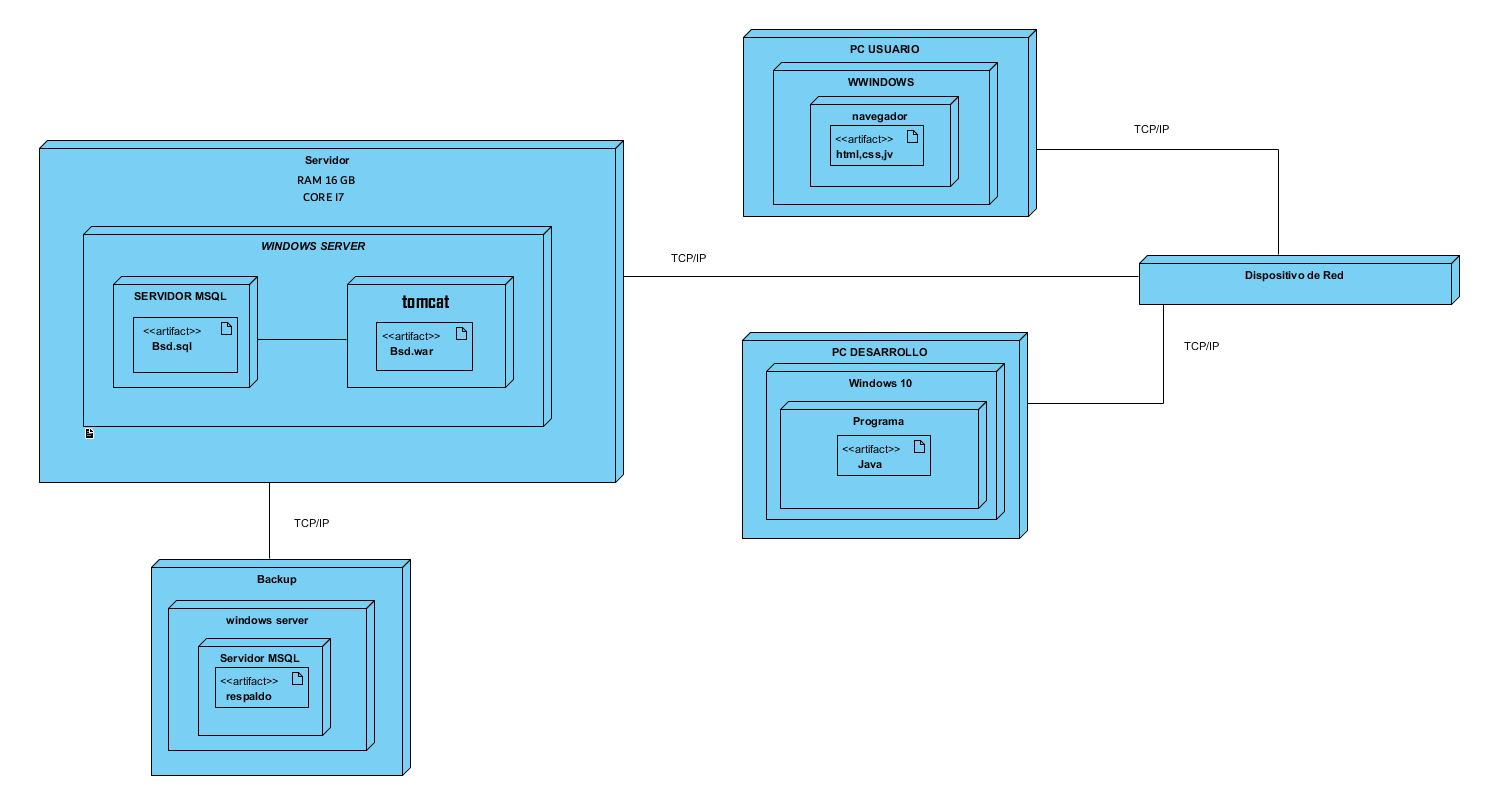 PC USUARIO
WWINDOWS
navegador
<<artifact>>
html,css,jv
TCP/IP
Servidor
RAM 16 GB
CORE I7
WINDOWS SERVER
SERVIDOR MSQL
<<artifact>>
Bsd.sql
tomcat
<<artifact>>
Bsd.war
TCP/IP
Dispositivo de Red
TCP/IP
PC DESARROLLO
Windows 10
Programa
<<artifact>>
Java
TCP/IP
Backup
windows server
Servidor MSQL
<<artifact>>
respaldo